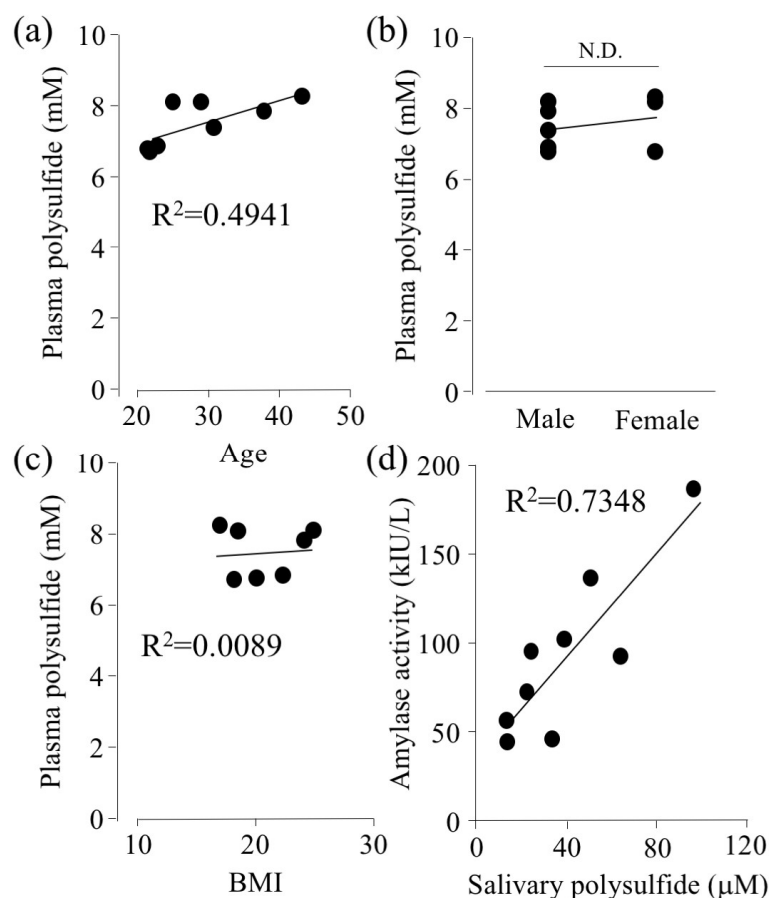 (a)
Plasma polysulfide (mM)
10
8
6
4
2
0
R²=0.4941
20 30 40 50
Age
(b)
Plasma polysulfide (mM)
10
8
6
4
2
0
N.D.
Male Female
(c)
Plasma polysulfide (mM)
10
8
6
4
2
0
R²=0.0089
10 20 30
BMI
(d)
Amylase activity (kIU/L)
200
150
100
50
0
R²=0.7348
0 40 80 120
Salivary polysulfide (μM)